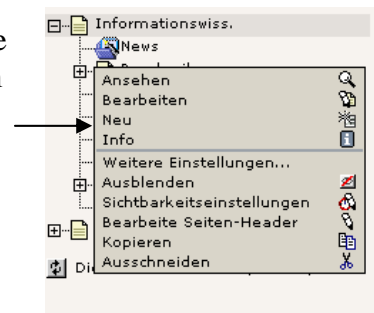 Informationswiss.
News
Ansehen
Bearbeiten
Neu
Info
Weitere Einstellungen...
Ausblenden
Sichtbarkeitseinstellungen
Bearbeite Seiten-Header
Kopieren
Ausschneiden